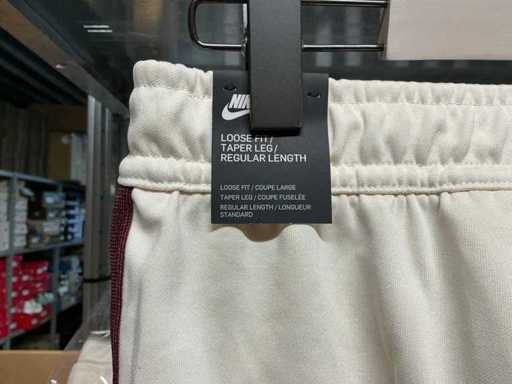 NIKE
LOOSE FIT/
TAPER LEG/
REGULAR LENGTH
LOOSE FIT / COUPE LARGE
TAPER LEG / COUPE FUSELÉE
REGULAR LENGTH / LONGUEUR:
STANDARD